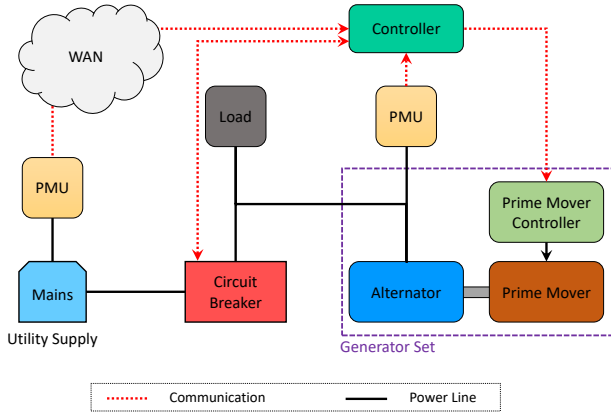 WAN
Controller
Load
PMU
PMU
Prime Mover
Controller
Mains
Circuit
Breaker
Alternator
Prime Mover
Utility Supply
Generator Set
Communication
Power Line